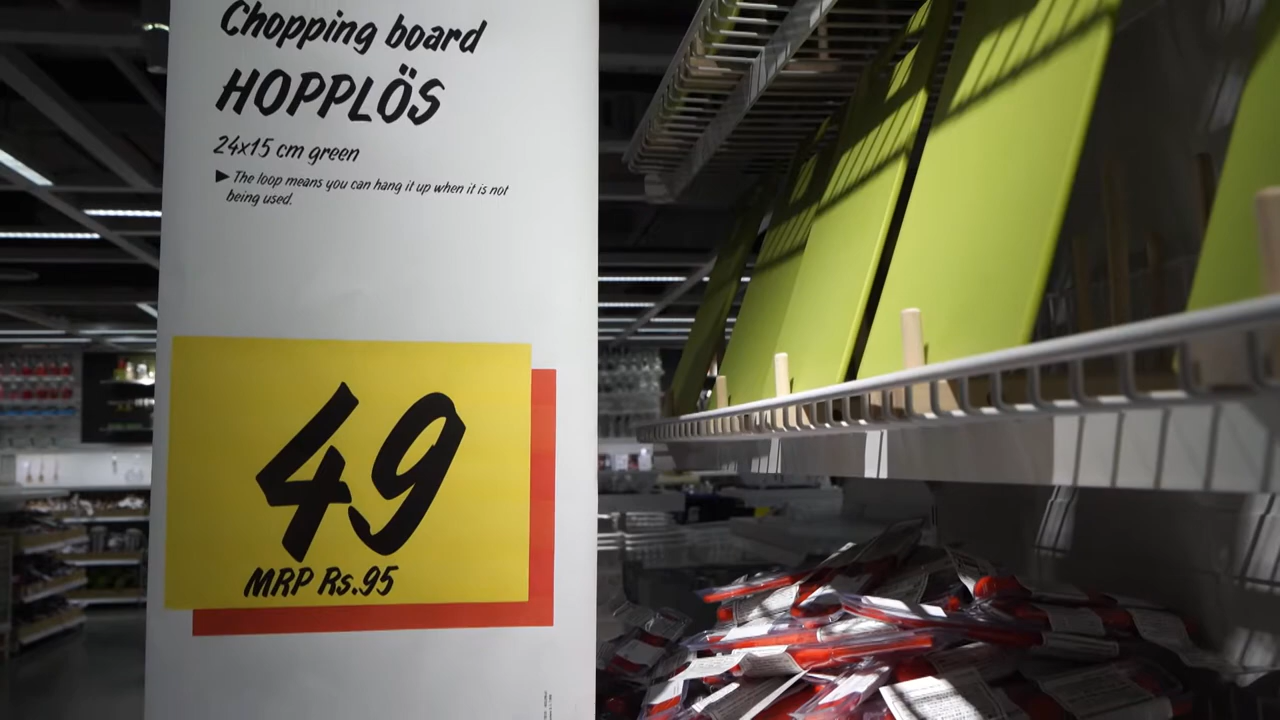 Chopping board
HOPPLÖS
24x15 cm green
▶ The loop means you can hang it up when it is not
being used.
49
MRP Rs.95